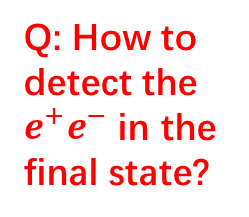 Q: How to
detect the
e⁺e⁻ in the
final state?